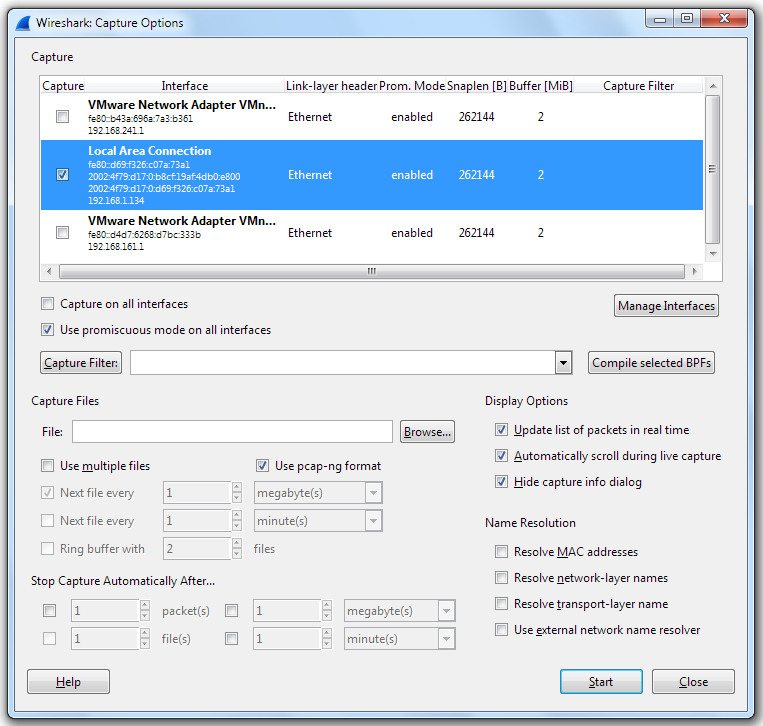 Wireshark: Capture Options
Capture
Capture Interface Link-layer header Prom. Mode Snaplen [B] Buffer [MiB] Capture Filter
VMware Network Adapter VMn...
fe80::b43a:696a:7a3:b361
192.168.241.1
Ethernet enabled 262144 2
Local Area Connection
fe80::d69:f326:c07a:73a1
2002:4f79:d17:0:b8cf:19af:4db0:e800
2002:4f79:d17:0:d69:f326:c07a:73a1
192.168.1.134
Ethernet enabled 262144 2
VMware Network Adapter VMn...
fe80::d4d7:6268:d7bc:333b
192.168.161.1
Ethernet enabled 262144 2
Capture on all interfaces
Manage Interfaces
Use promiscuous mode on all interfaces
Capture Filter:
Compile selected BPFs
Capture Files
File:
Browse...
Use multiple files
Use pcap-ng format
Next file every 1 megabyte(s)
Next file every 1 minute(s)
Ring buffer with 2 files
Stop Capture Automatically After...
1 packet(s) 1 megabyte(s)
1 file(s) 1 minute(s)
Display Options
Update list of packets in real time
Automatically scroll during live capture
Hide capture info dialog
Name Resolution
Resolve MAC addresses
Resolve network-layer names
Resolve transport-layer name
Use external network name resolver
Help
Start
Close